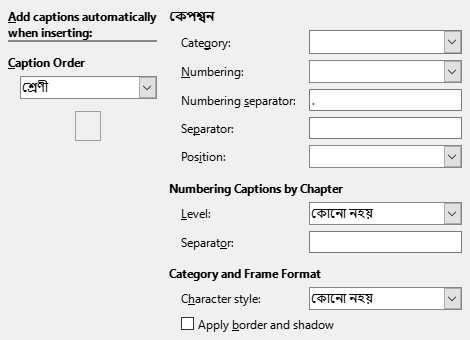 Add captions automatically
when inserting:
Caption Order
শ্ৰেণী
কেপশ্বন
Category:
Numbering:
Numbering separator: .
Separator:
Position:
Numbering Captions by Chapter
Level: কোনো নহয়
Separator:
Category and Frame Format
Character style: কোনো নহয়
Apply border and shadow